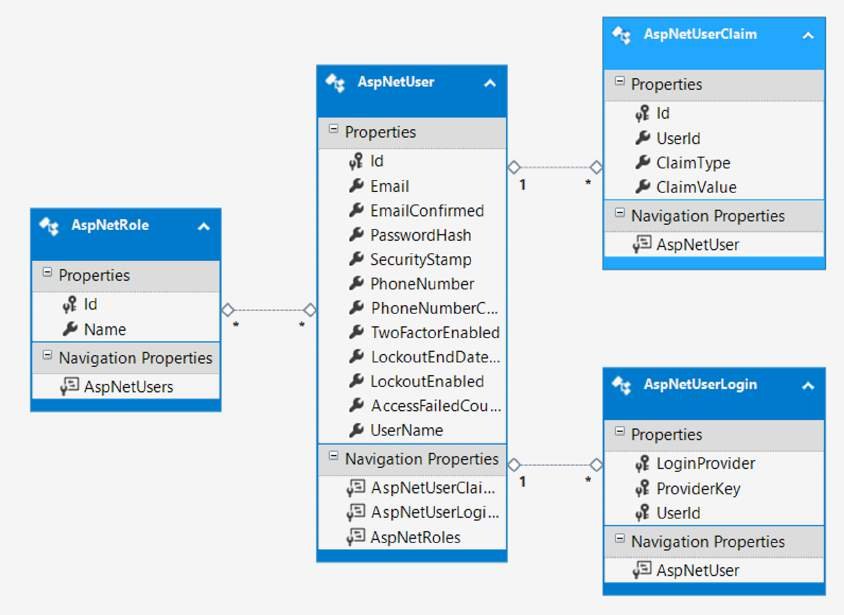 AspNetRole
Properties
Id
Name
Navigation Properties
AspNetUsers
*
*
AspNetUser
Properties
Id
Email
EmailConfirmed
PasswordHash
SecurityStamp
PhoneNumber
PhoneNumberC...
TwoFactorEnabled
LockoutEndDate...
LockoutEnabled
AccessFailedCou...
UserName
Navigation Properties
AspNetUserClai...
AspNetUserLogi...
AspNetRoles
1
*
1
*
AspNetUserClaim
Properties
Id
UserId
ClaimType
ClaimValue
Navigation Properties
AspNetUser
AspNetUserLogin
Properties
LoginProvider
ProviderKey
UserId
Navigation Properties
AspNetUser